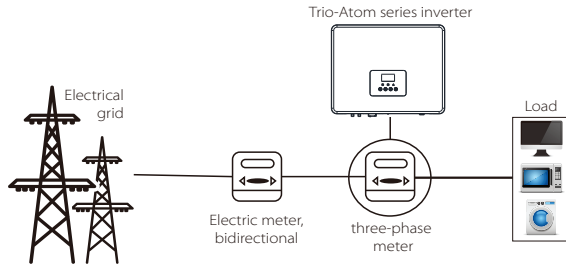 Trio-Atom series inverter
Electrical
grid
Load
Electric meter,
bidirectional
three-phase
meter